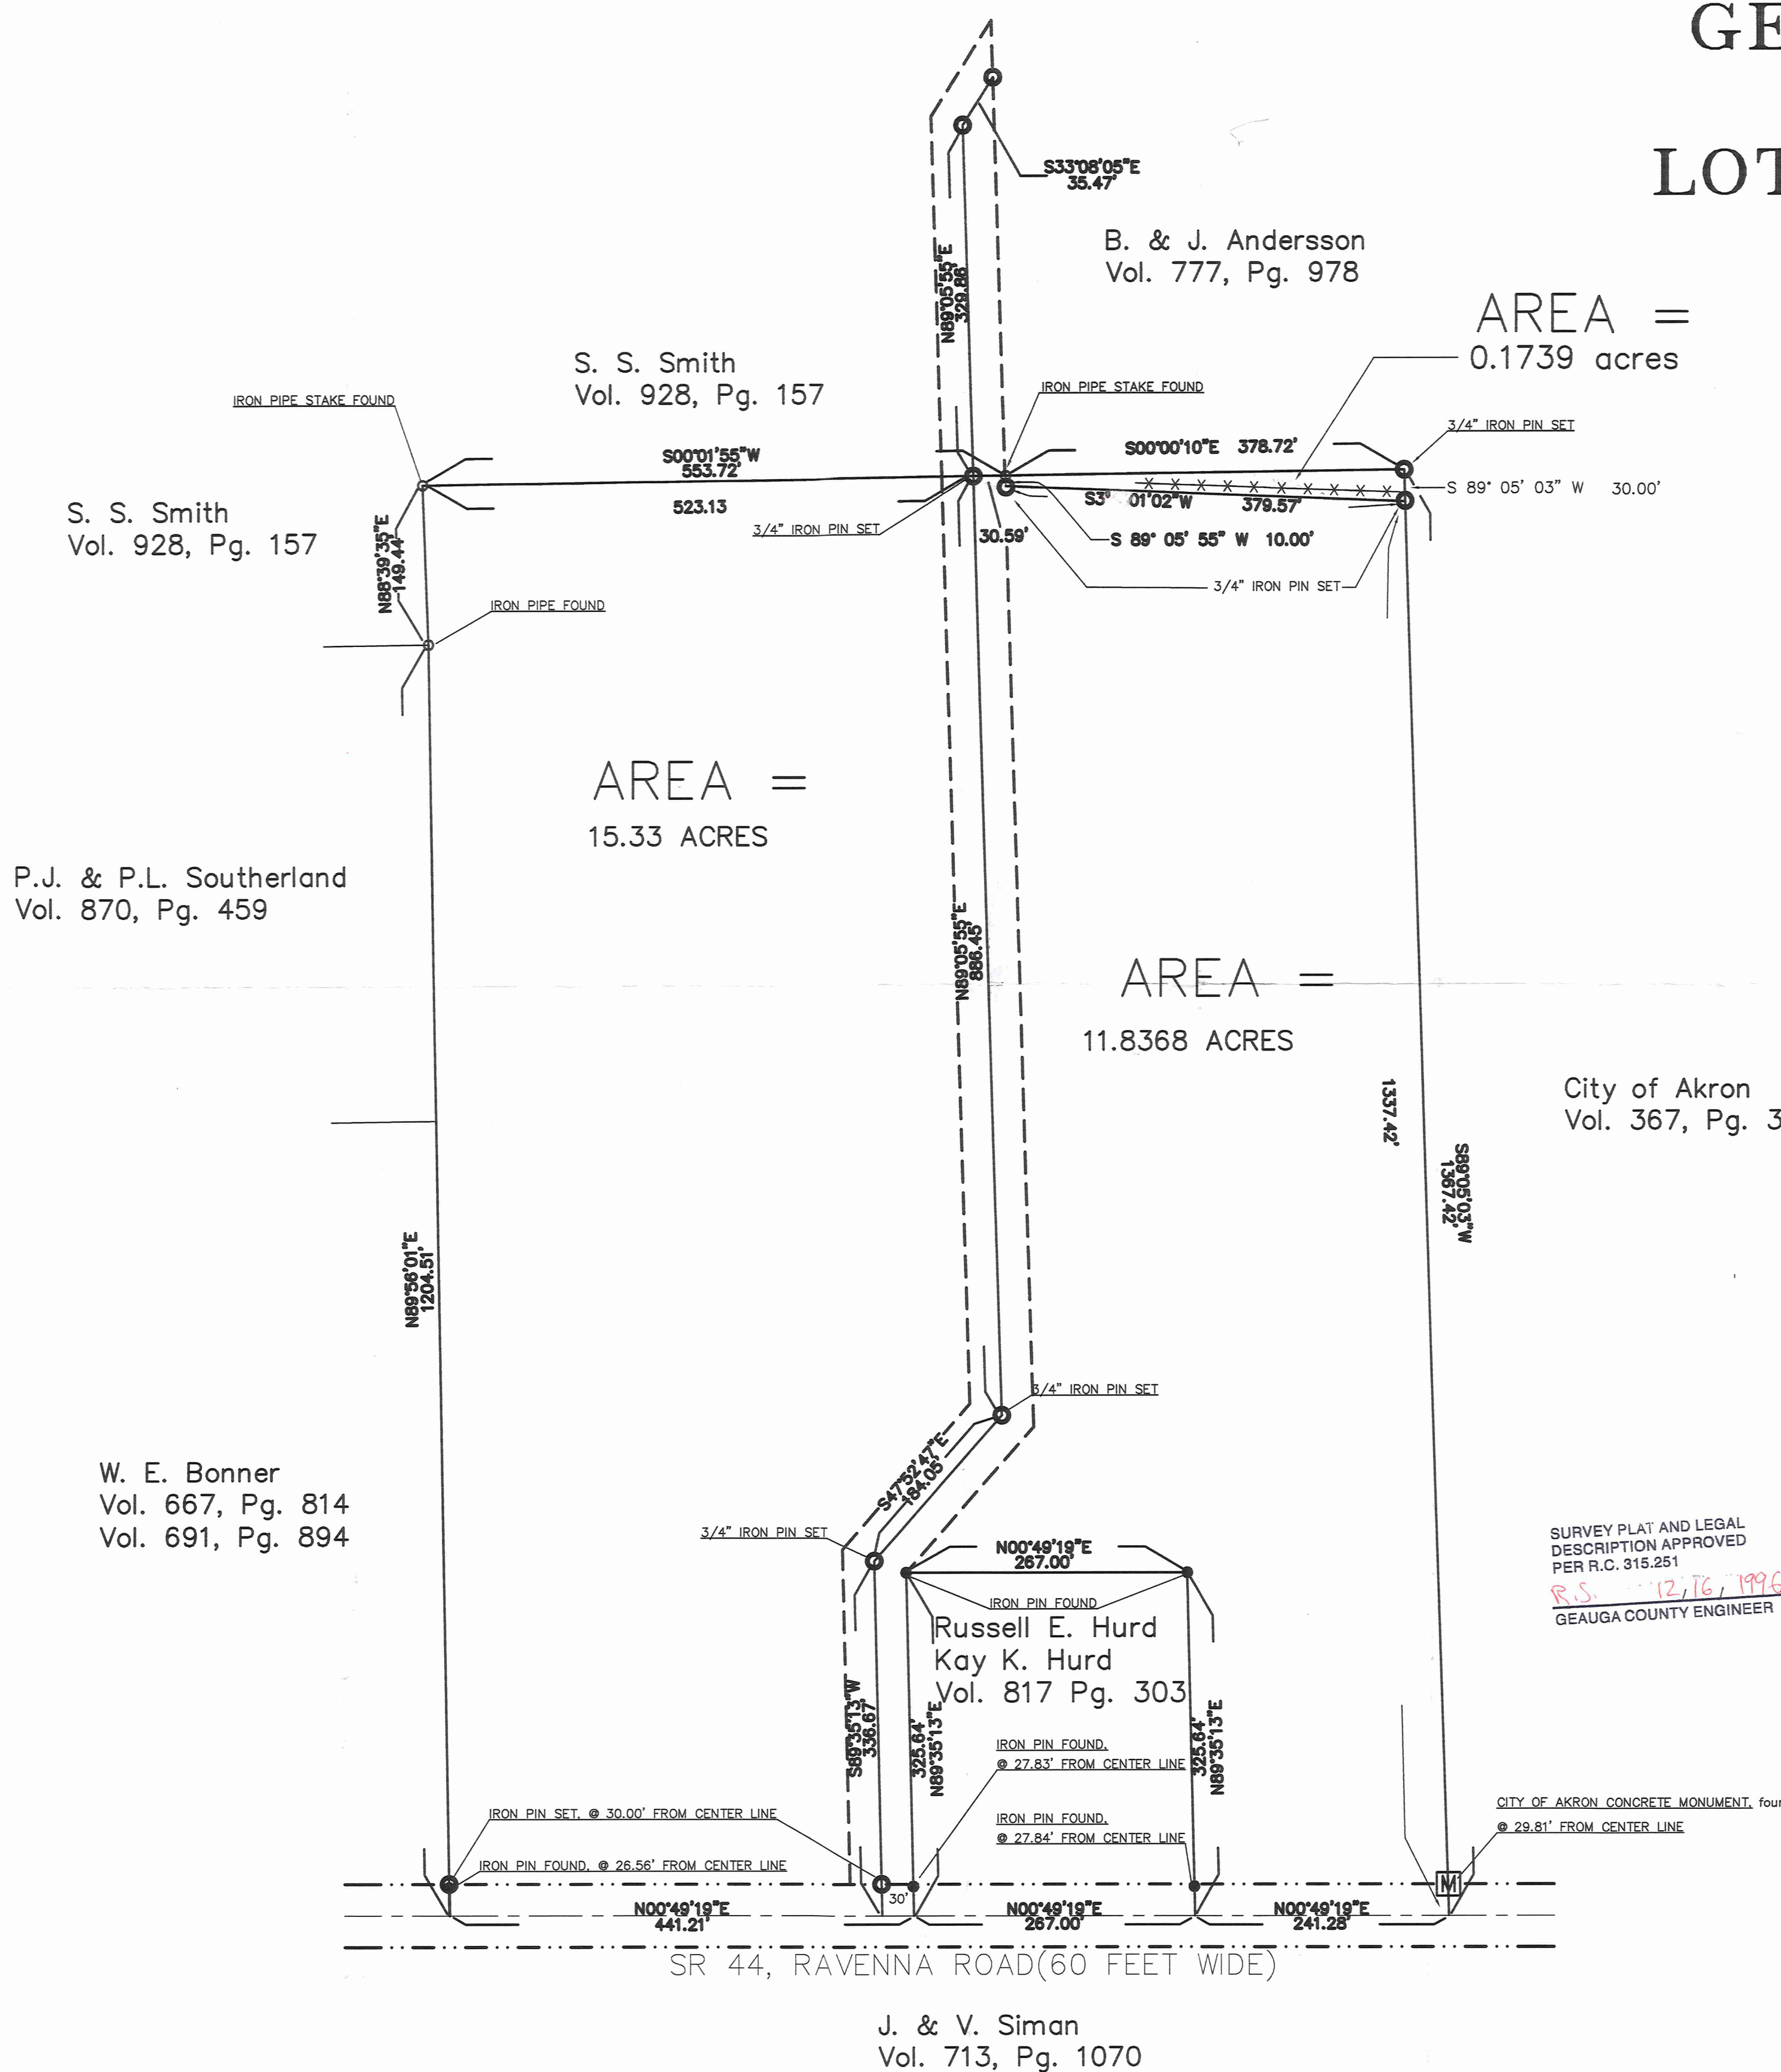 GE
LOT
S33°08'05"E
35.47'
B. & J. Andersson
Vol. 777, Pg. 978
N89°05'55"E
329.86'
AREA =
0.1739 acres
S. S. Smith
Vol. 928, Pg. 157
IRON PIPE STAKE FOUND
IRON PIPE STAKE FOUND
3/4" IRON PIN SET
S00°01'55"W
553.72'
S00°00'10"E 378.72'
S 89° 05' 03" W 30.00'
S. S. Smith
Vol. 928, Pg. 157
523.13
S3° 01'02"W 379.57'
3/4" IRON PIN SET
30.59'
S 89° 05' 55" W 10.00'
N88°39'35"E
149.44'
3/4" IRON PIN SET
IRON PIPE FOUND
AREA =
15.33 ACRES
P.J. & P.L. Southerland
Vol. 870, Pg. 459
N89°05'55"E
886.45'
AREA =
11.8368 ACRES
City of Akron
Vol. 367, Pg. 3
1337.42'
S89°05'03"W
1367.42'
N89°56'01"E
1204.51'
3/4" IRON PIN SET
S47°52'47"E
184.05'
W. E. Bonner
Vol. 667, Pg. 814
Vol. 691, Pg. 894
3/4" IRON PIN SET
N00°49'19"E
267.00'
SURVEY PLAT AND LEGAL
DESCRIPTION APPROVED
PER R.C. 315.251
R.S. 12, 16, 1996
GEAUGA COUNTY ENGINEER
IRON PIN FOUND
Russell E. Hurd
Kay K. Hurd
Vol. 817 Pg. 303
S89°35'13"W
336.67'
325.64'
N89°35'13"E
325.64'
N89°35'13"E
IRON PIN FOUND,
@ 27.83' FROM CENTER LINE
IRON PIN SET, @ 30.00' FROM CENTER LINE
IRON PIN FOUND,
@ 27.84' FROM CENTER LINE
CITY OF AKRON CONCRETE MONUMENT, foun
@ 29.81' FROM CENTER LINE
IRON PIN FOUND, @ 26.56' FROM CENTER LINE
M
30'
N00°49'19"E
441.21'
N00°49'19"E
267.00'
N00°49'19"E
241.28'
SR 44, RAVENNA ROAD(60 FEET WIDE)
J. & V. Siman
Vol. 713, Pg. 1070